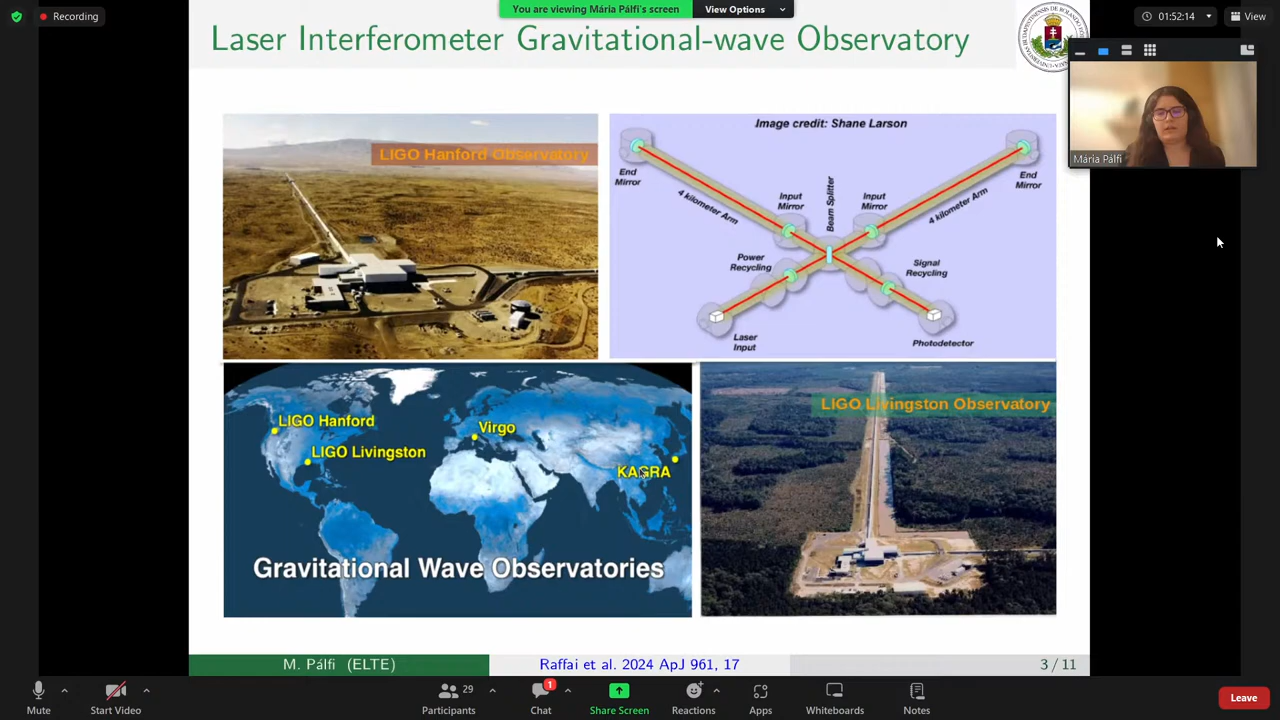 Recording
You are viewing Mária Pálfi's screen
View Options
01:52:14
View
Laser Interferometer Gravitational-wave Observatory
Mária Pálfi
LIGO Hanford Observatory
Image credit: Shane Larson
End
Mirror
4 kilometer Arm
Input
Mirror
Beam Splitter
Input
Mirror
4 kilometer Arm
End
Mirror
Power
Recycling
Signal
Recycling
Laser
Input
Photodetector
LIGO Hanford
LIGO Livingston
Virgo
KAGRA
Gravitational Wave Observatories
LIGO Livingston Observatory
M. Pálfi (ELTE)
Raffai et al. 2024 ApJ 961, 17
3 / 11
Mute
Start Video
29
Participants
1
Chat
Share Screen
Reactions
Apps
Whiteboards
Notes
Leave